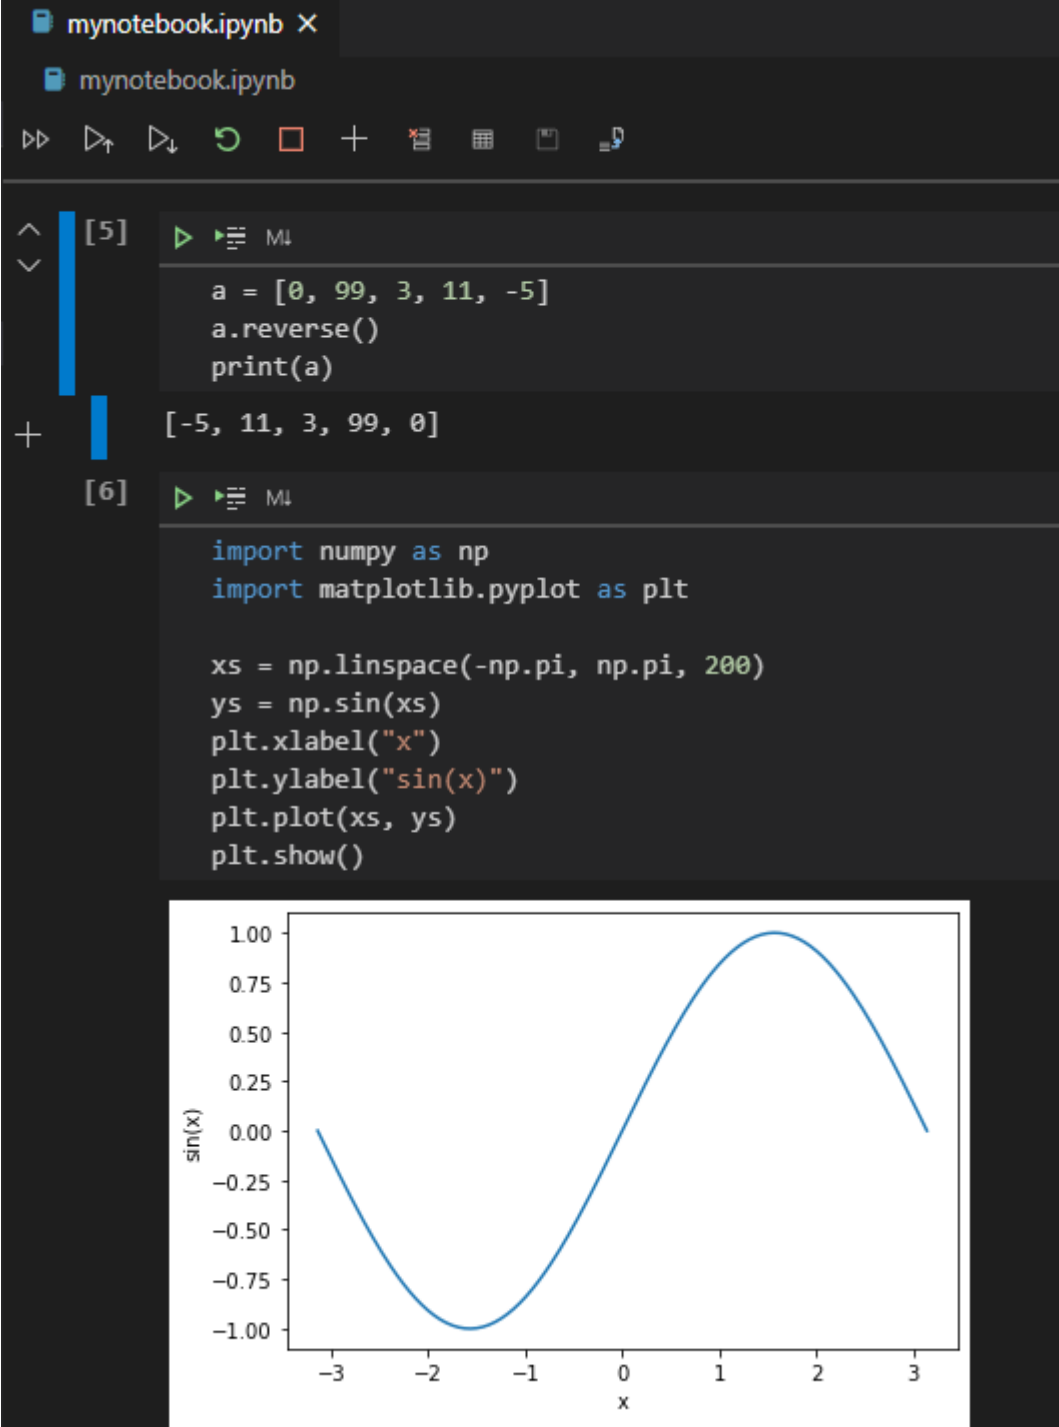 mynotebook.ipynb ×
mynotebook.ipynb
[5]
M↓
a = [0, 99, 3, 11, -5]
a.reverse()
print(a)
[-5, 11, 3, 99, 0]
[6]
M↓
import numpy as np
import matplotlib.pyplot as plt
xs = np.linspace(-np.pi, np.pi, 200)
ys = np.sin(xs)
plt.xlabel("x")
plt.ylabel("sin(x)")
plt.plot(xs, ys)
plt.show()
1.00
0.75
0.50
0.25
0.00
−0.25
−0.50
−0.75
−1.00
sin(x)
−3 −2 −1 0 1 2 3
x